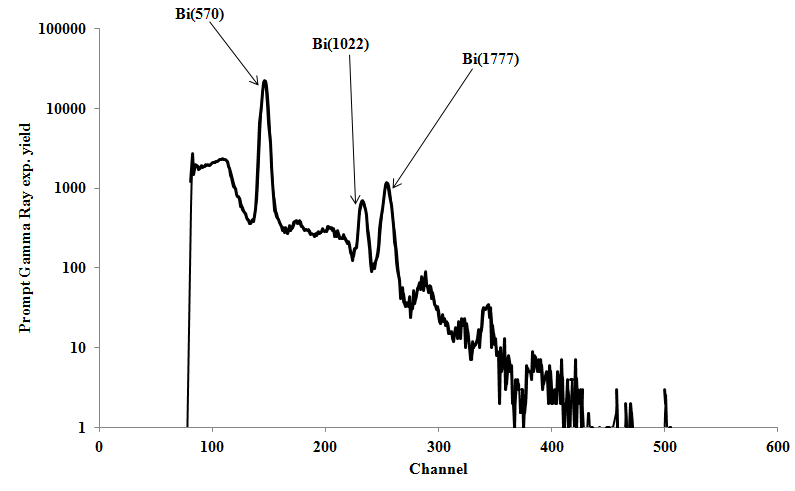 Bi(570)
Bi(1022)
Bi(1777)
100000
10000
1000
100
10
1
Prompt Gamma Ray exp. yield
0 100 200 300 400 500 600
Channel